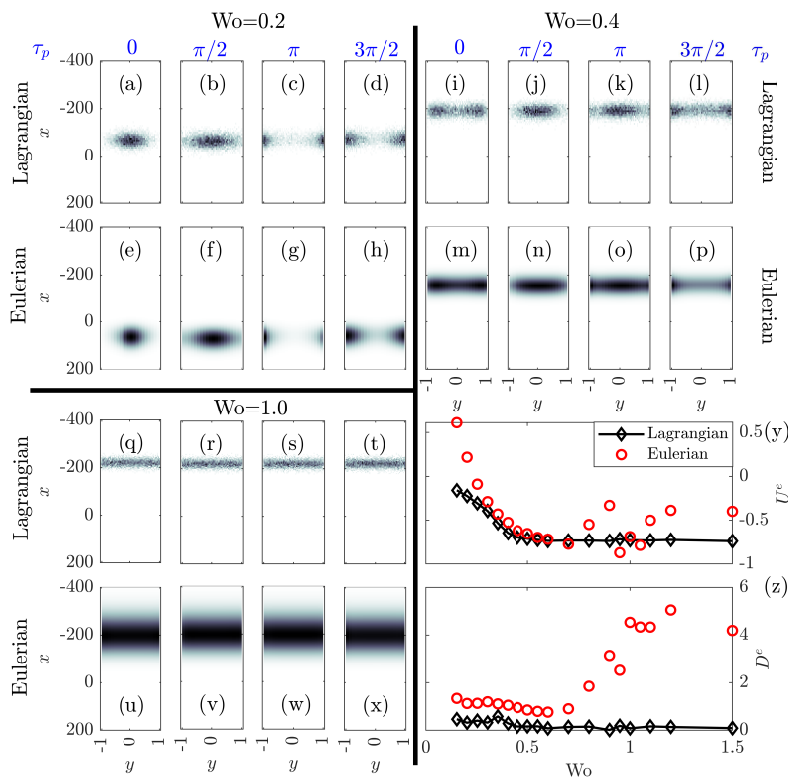 Wo=0.2
Wo=0.4
τp 0 π/2 π 3π/2
0 π/2 π 3π/2 τp
Lagrangian
x
-400
-200
0
200
(a) (b) (c) (d)
(i) (j) (k) (l)
Lagrangian
Eulerian
x
-400
-200
0
200
(e) (f) (g) (h)
(m) (n) (o) (p)
Eulerian
-1 0 1 -1 0 1 -1 0 1 -1 0 1
y y y y
Wo=1.0
Lagrangian
x
-400
-200
0
200
(q) (r) (s) (t)
Lagrangian
Eulerian
0.5
0
-0.5
-1
(y)
Ue
Eulerian
x
-400
-200
0
200
(u) (v) (w) (x)
-1 0 1 -1 0 1 -1 0 1 -1 0 1
y y y y
6
4
2
0
(z)
De
0 0.5 1 1.5
Wo